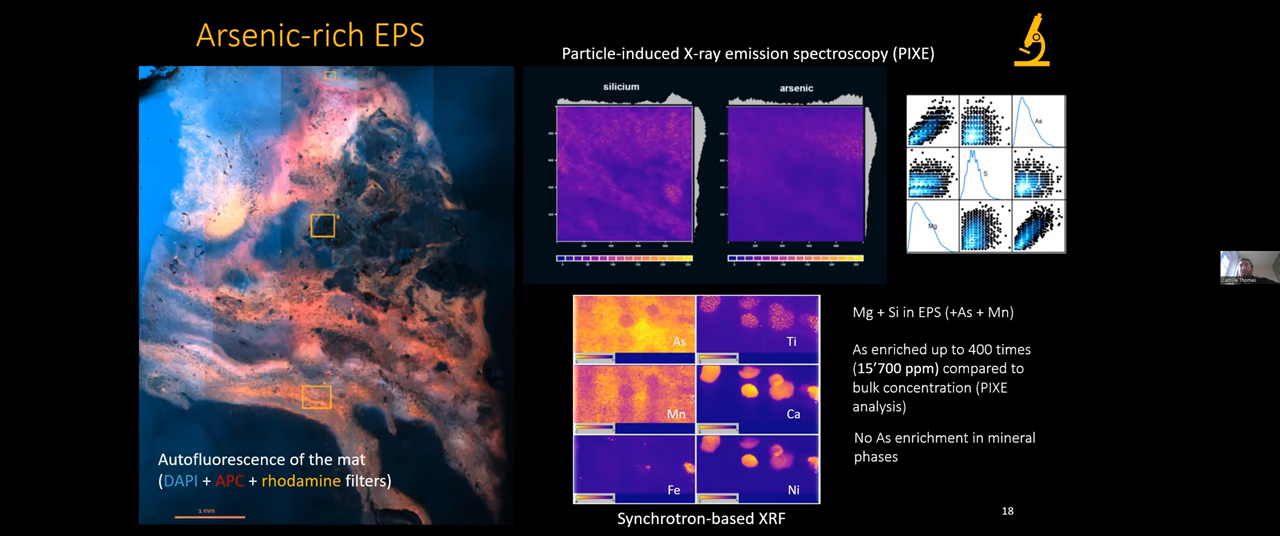 Arsenic-rich EPS
Particle-induced X-ray emission spectroscopy (PIXE)
silicium
arsenic
As
S
Mg
As
Ti
Mn
Ca
Fe
Ni
Synchrotron-based XRF
Mg + Si in EPS (+As + Mn)
As enriched up to 400 times
(15’700 ppm) compared to
bulk concentration (PIXE
analysis)
No As enrichment in mineral
phases
Autofluorescence of the mat
(DAPI + APC + rhodamine filters)
1 mm
18
Camille Thomas